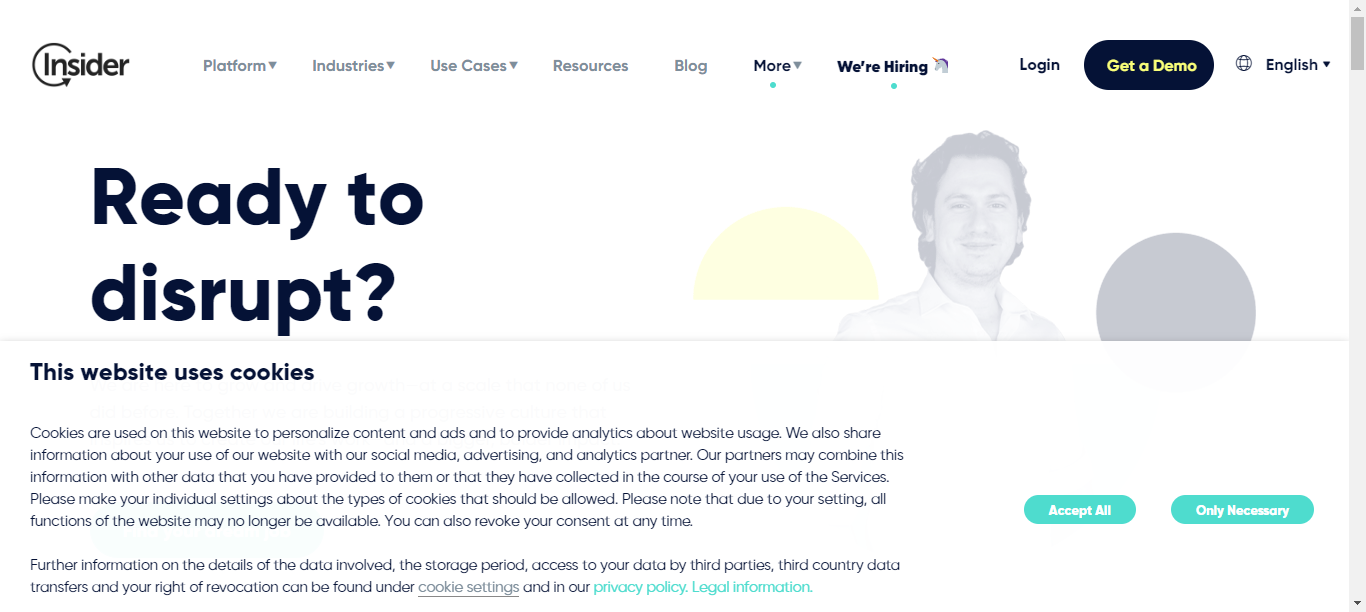 Insider
Platform▾ Industries▾ Use Cases▾ Resources Blog More▾ We're Hiring Login Get a Demo English ▾
Ready to
disrupt?
This website uses cookies
Cookies are used on this website to personalize content and ads and to provide analytics about website usage. We also share
information about your use of our website with our social media, advertising, and analytics partner. Our partners may combine this
information with other data that you have provided to them or that they have collected in the course of your use of the Services.
Please make your individual settings about the types of cookies that should be allowed. Please note that due to your setting, all
functions of the website may no longer be available. You can also revoke your consent at any time.
Accept All Only Necessary
Further information on the details of the data involved, the storage period, access to your data by third parties, third country data
transfers and your right of revocation can be found under cookie settings and in our privacy policy. Legal information.